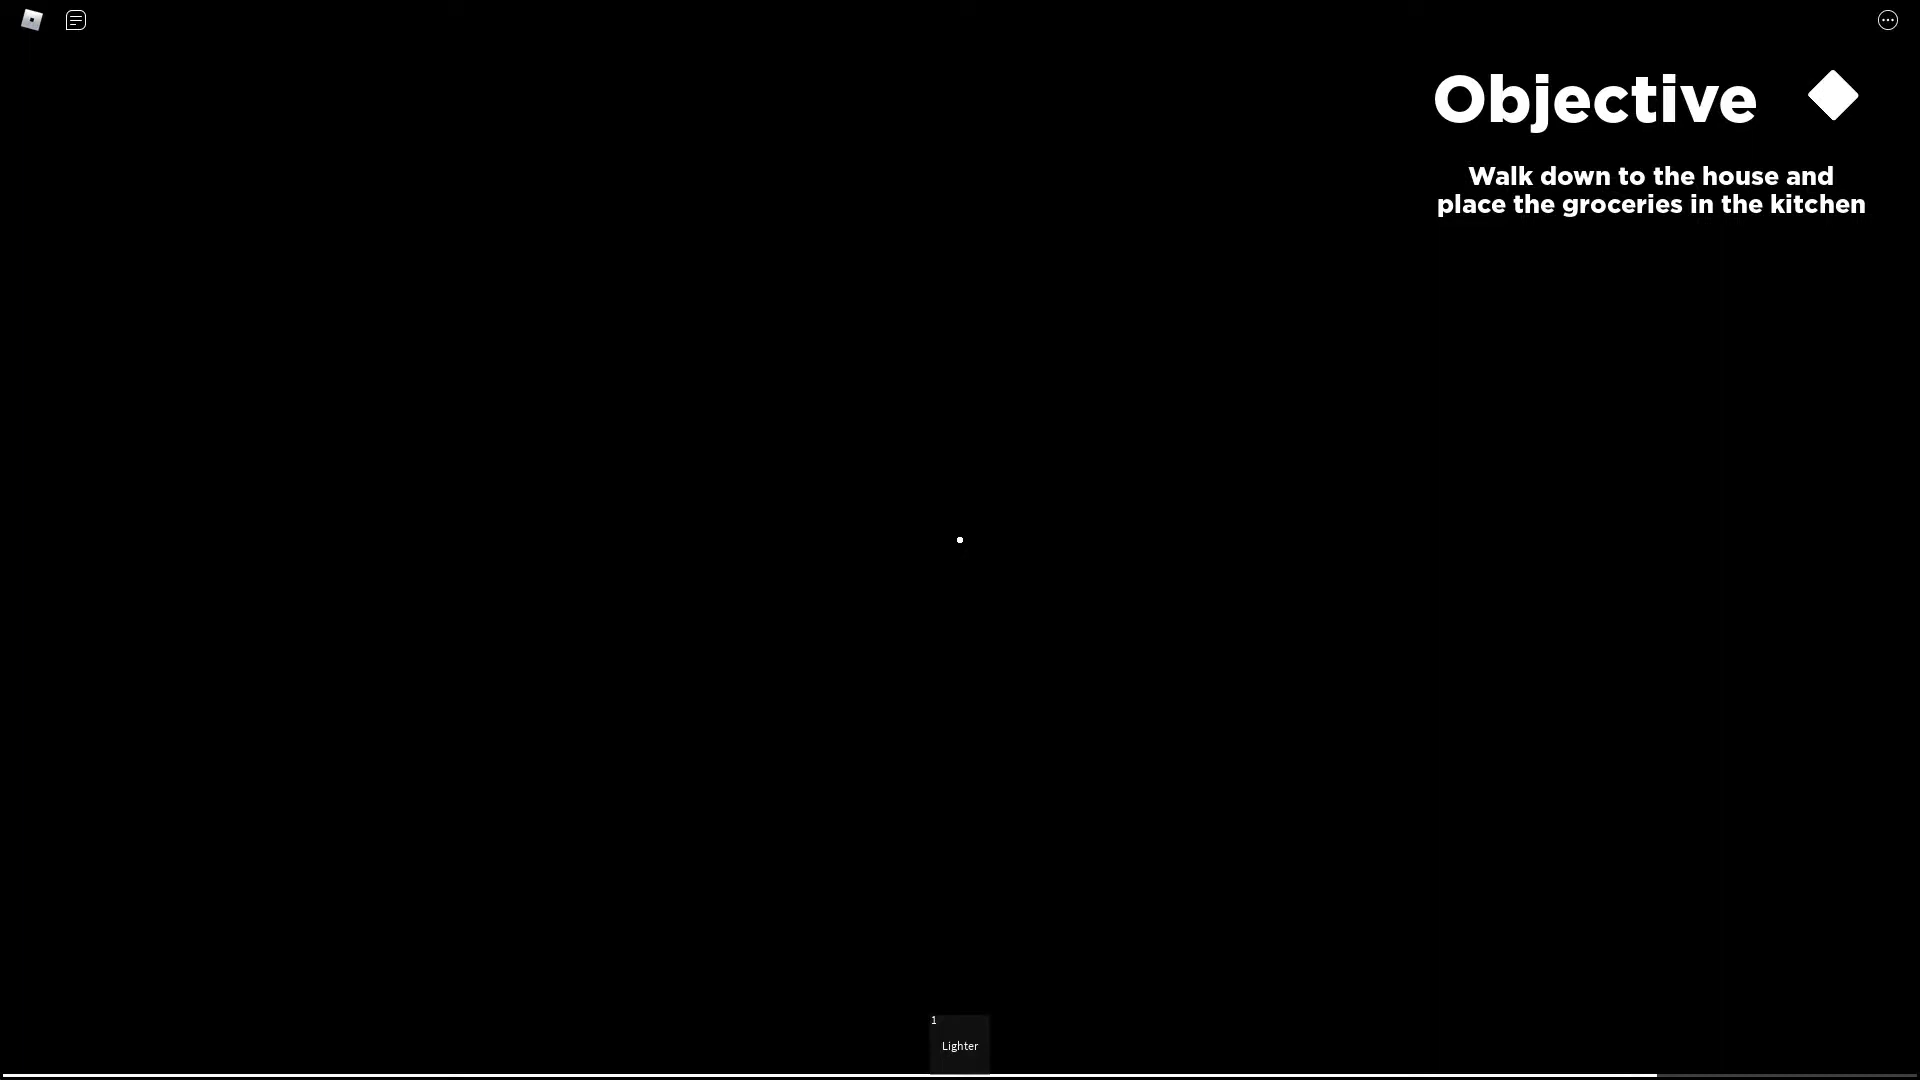 Objective
Walk down to the house and
place the groceries in the kitchen
1
Lighter